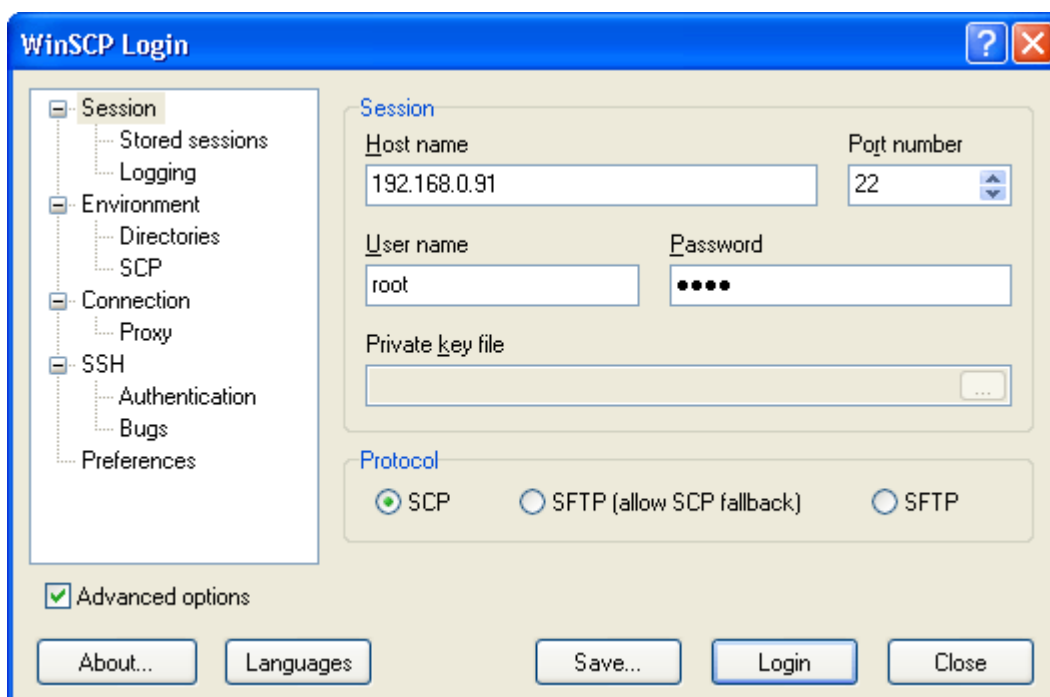 WinSCP Login
Session
Stored sessions
Logging
Environment
Directories
SCP
Connection
Proxy
SSH
Authentication
Bugs
Preferences
Session
Host name
Port number
192.168.0.91
22
User name
Password
root
••••
Private key file
...
Protocol
SCP
SFTP (allow SCP fallback)
SFTP
Advanced options
About...
Languages
Save...
Login
Close